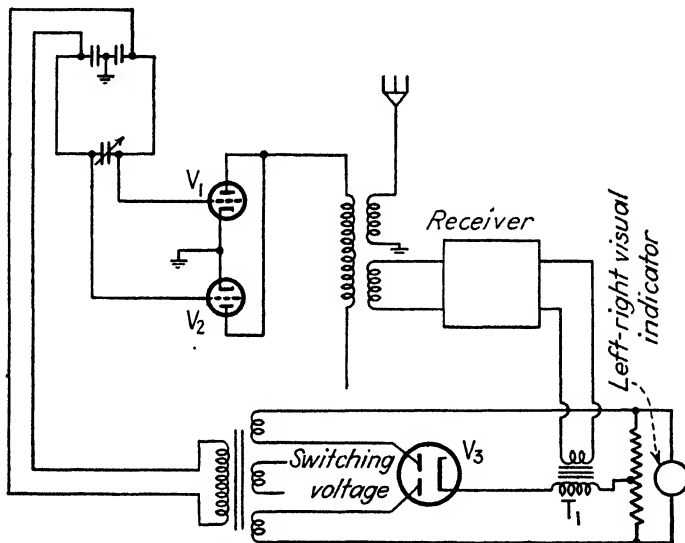 V1
V2
Receiver
Left-right visual
indicator
Switching
voltage
V3
T1